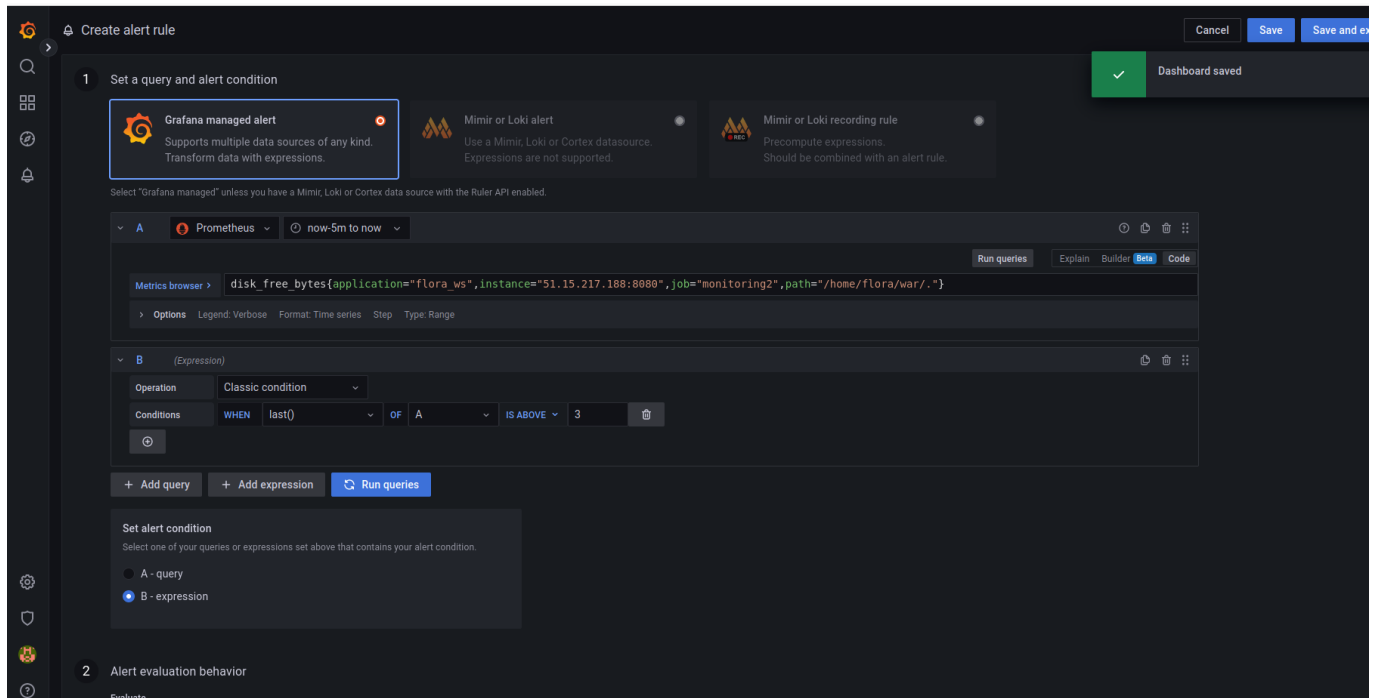 Create alert rule
Cancel
Save
Save and ex
Dashboard saved
1 Set a query and alert condition
Grafana managed alert
Supports multiple data sources of any kind.
Transform data with expressions.
Mimir or Loki alert
Use a Mimir, Loki or Cortex datasource.
Expressions are not supported.
REC
Mimir or Loki recording rule
Precompute expressions.
Should be combined with an alert rule.
Select "Grafana managed" unless you have a Mimir, Loki or Cortex data source with the Ruler API enabled.
A Prometheus now-5m to now
Run queries Explain Builder Beta Code
Metrics browser > disk_free_bytes{application="flora_ws",instance="51.15.217.188:8080",job="monitoring2",path="/home/flora/war/."}
> Options Legend: Verbose Format: Time series Step Type: Range
B (Expression)
Operation Classic condition
Conditions WHEN last() OF A IS ABOVE 3
+ Add query + Add expression Run queries
Set alert condition
Select one of your queries or expressions set above that contains your alert condition.
A - query
B - expression
2 Alert evaluation behavior
Evaluate